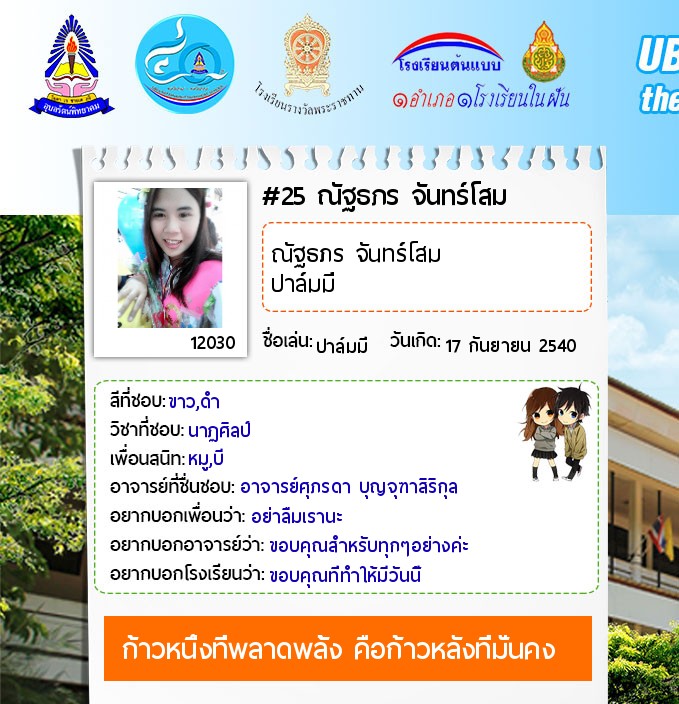 อุบลรัตน์พิทยาคม
โรงเรียนรางวัลพระราชทาน
โรงเรียนต้นแบบ
๑อำเภอ๑โรงเรียนในฝัน
UB
the
#25 ณัฐธภร จันทร์โสม
ณัฐธภร จันทร์โสม
ปาล์มมี่
12030
ชื่อเล่น: ปาล์มมี่ วันเกิด: 17 กันยายน 2540
สีที่ชอบ: ขาว,ดำ
วิชาที่ชอบ: นาฏศิลป์
เพื่อนสนิท: หมู,บี
อาจารย์ที่ชื่นชอบ: อาจารย์ศุภรดา บุญจุฑาสิริกุล
อยากบอกเพื่อนว่า: อย่าลืมเรานะ
อยากบอกอาจารย์ว่า: ขอบคุณสำหรับทุกๆอย่างค่ะ
อยากบอกโรงเรียนว่า: ขอบคุณที่ทำให้มีวันนี้
ก้าวหนึ่งที่พลาดพลั้ง คือก้าวหลังที่มั่นคง